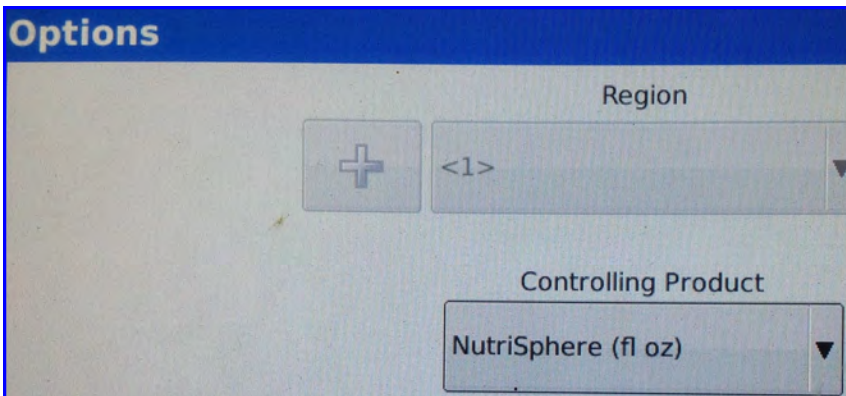 Options
Region
<1>
Controlling Product
NutriSphere (fl oz)